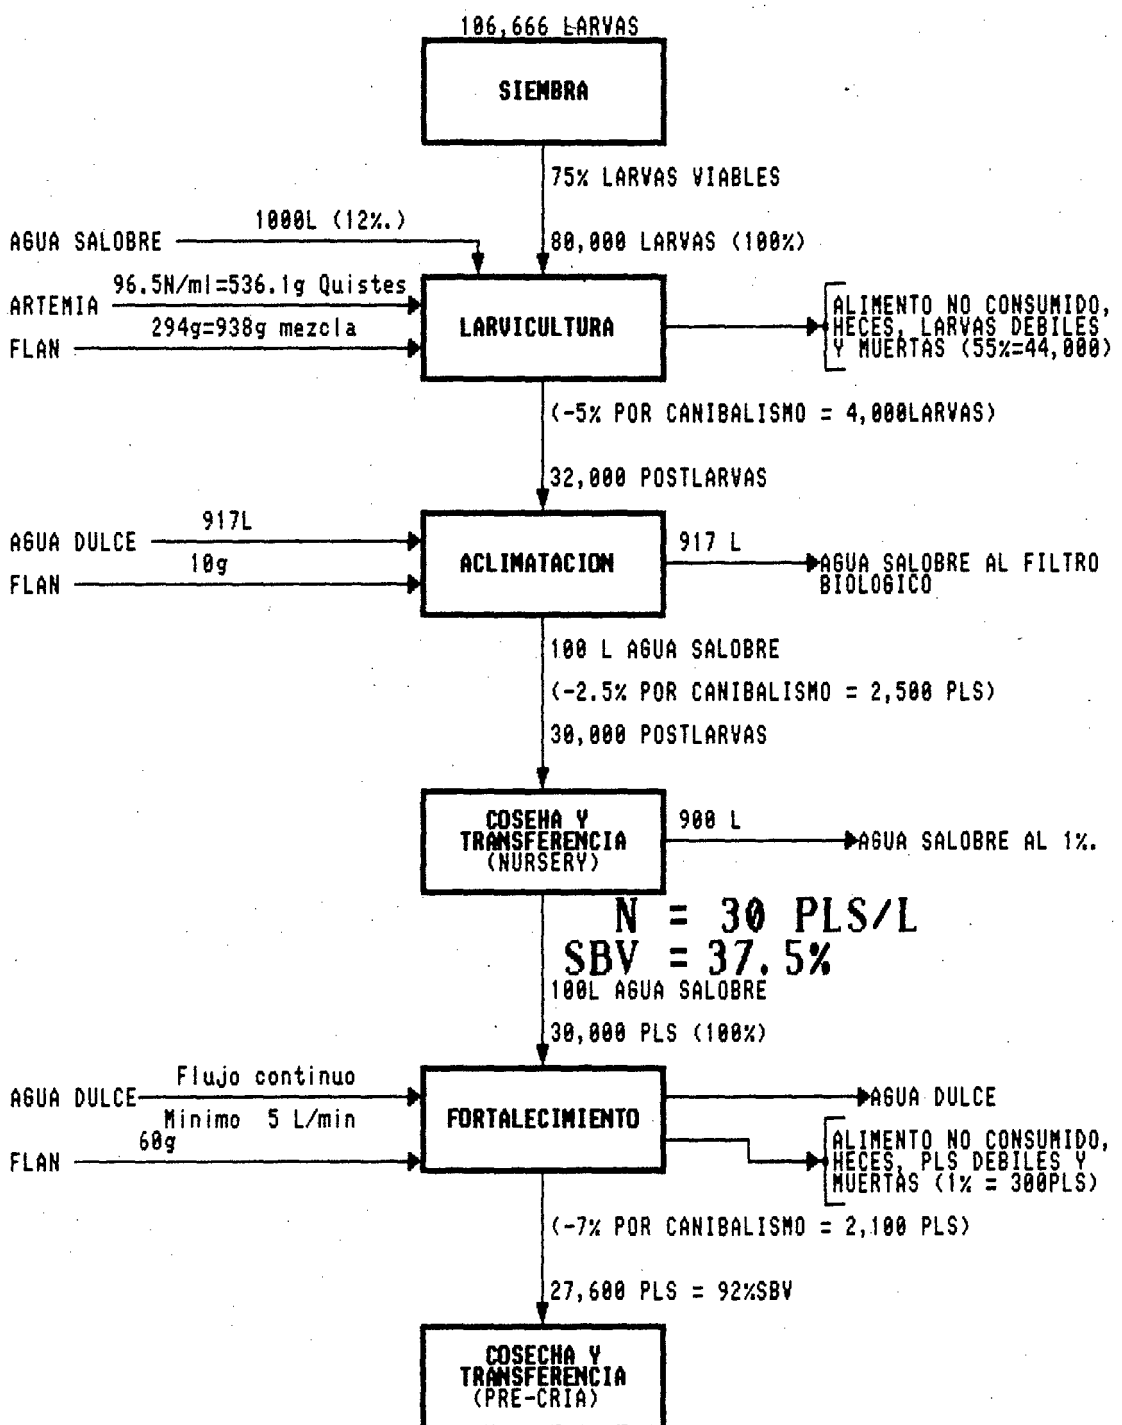 106,666 LARVAS
SIEMBRA
75% LARVAS VIABLES
1000L (12%.)
AGUA SALOBRE
80,000 LARVAS (100%)
96.5N/ml=536.1g Quistes
ARTEMIA
294g=938g mezcla
FLAN
LARVICULTURA
ALIMENTO NO CONSUMIDO,
HECES, LARVAS DEBILES
Y MUERTAS (55%=44,000)
(-5% POR CANIBALISMO = 4,000LARVAS)
32,000 POSTLARVAS
917L
AGUA DULCE
10g
FLAN
ACLIMATACION
917 L
AGUA SALOBRE AL FILTRO
BIOLOGICO
100 L AGUA SALOBRE
(-2.5% POR CANIBALISMO = 2,500 PLS)
30,000 POSTLARVAS
COSEHA Y
TRANSFERENCIA
(NURSERY)
900 L
AGUA SALOBRE AL 1%.
N = 30 PLS/L
SBV = 37.5%
100L AGUA SALOBRE
30,000 PLS (100%)
Flujo continuo
AGUA DULCE
Minimo 5 L/min
60g
FLAN
FORTALECIMIENTO
AGUA DULCE
ALIMENTO NO CONSUMIDO,
HECES, PLS DEBILES Y
MUERTAS (1% = 300PLS)
(-7% POR CANIBALISMO = 2,100 PLS)
27,600 PLS = 92%SBV
COSECHA Y
TRANSFERENCIA
(PRE-CRIA)